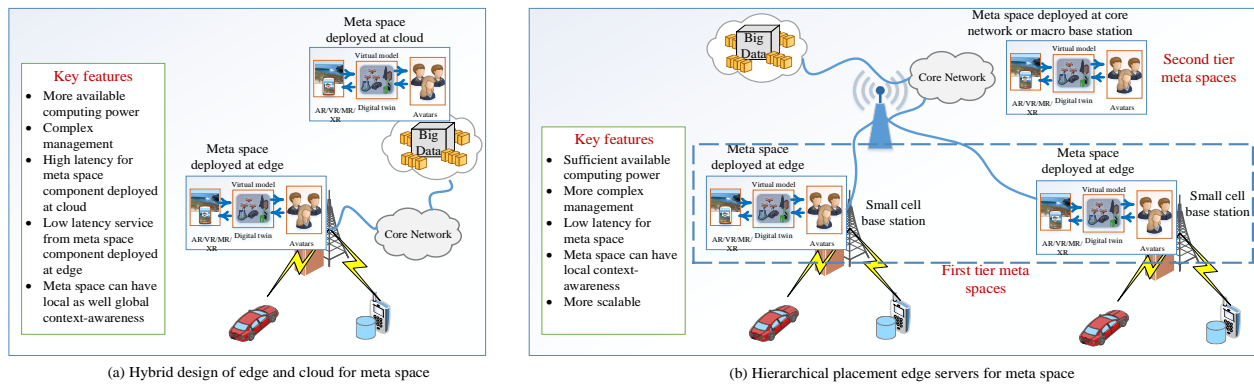 Meta space
deployed at cloud
Virtual model
AR/VR/MR/
XR
Digital twin
Avatars
Key features
• More available
computing power
• Complex
management
• High latency for
meta space
component deployed
at cloud
• Low latency service
from meta space
component deployed
at edge
• Meta space can have
local as well global
context-awareness
Big
Data
Meta space
deployed at edge
Virtual model
AR/VR/MR/
XR
Digital twin
Avatars
Core Network
(a) Hybrid design of edge and cloud for meta space
Big
Data
Core Network
Meta space deployed at core
network or macro base station
Virtual model
AR/VR/MR/
XR
Digital twin
Avatars
Second tier
meta spaces
Key features
• Sufficient available
computing power
• More complex
management
• Low latency for
meta space
• Meta space can have
local context-
awareness
• More scalable
Meta space
deployed at edge
Virtual model
AR/VR/MR/
XR
Digital twin
Avatars
Small cell
base station
Meta space
deployed at edge
Virtual model
AR/VR/MR/
XR
Digital twin
Avatars
Small cell
base station
First tier meta
spaces
(b) Hierarchical placement edge servers for meta space